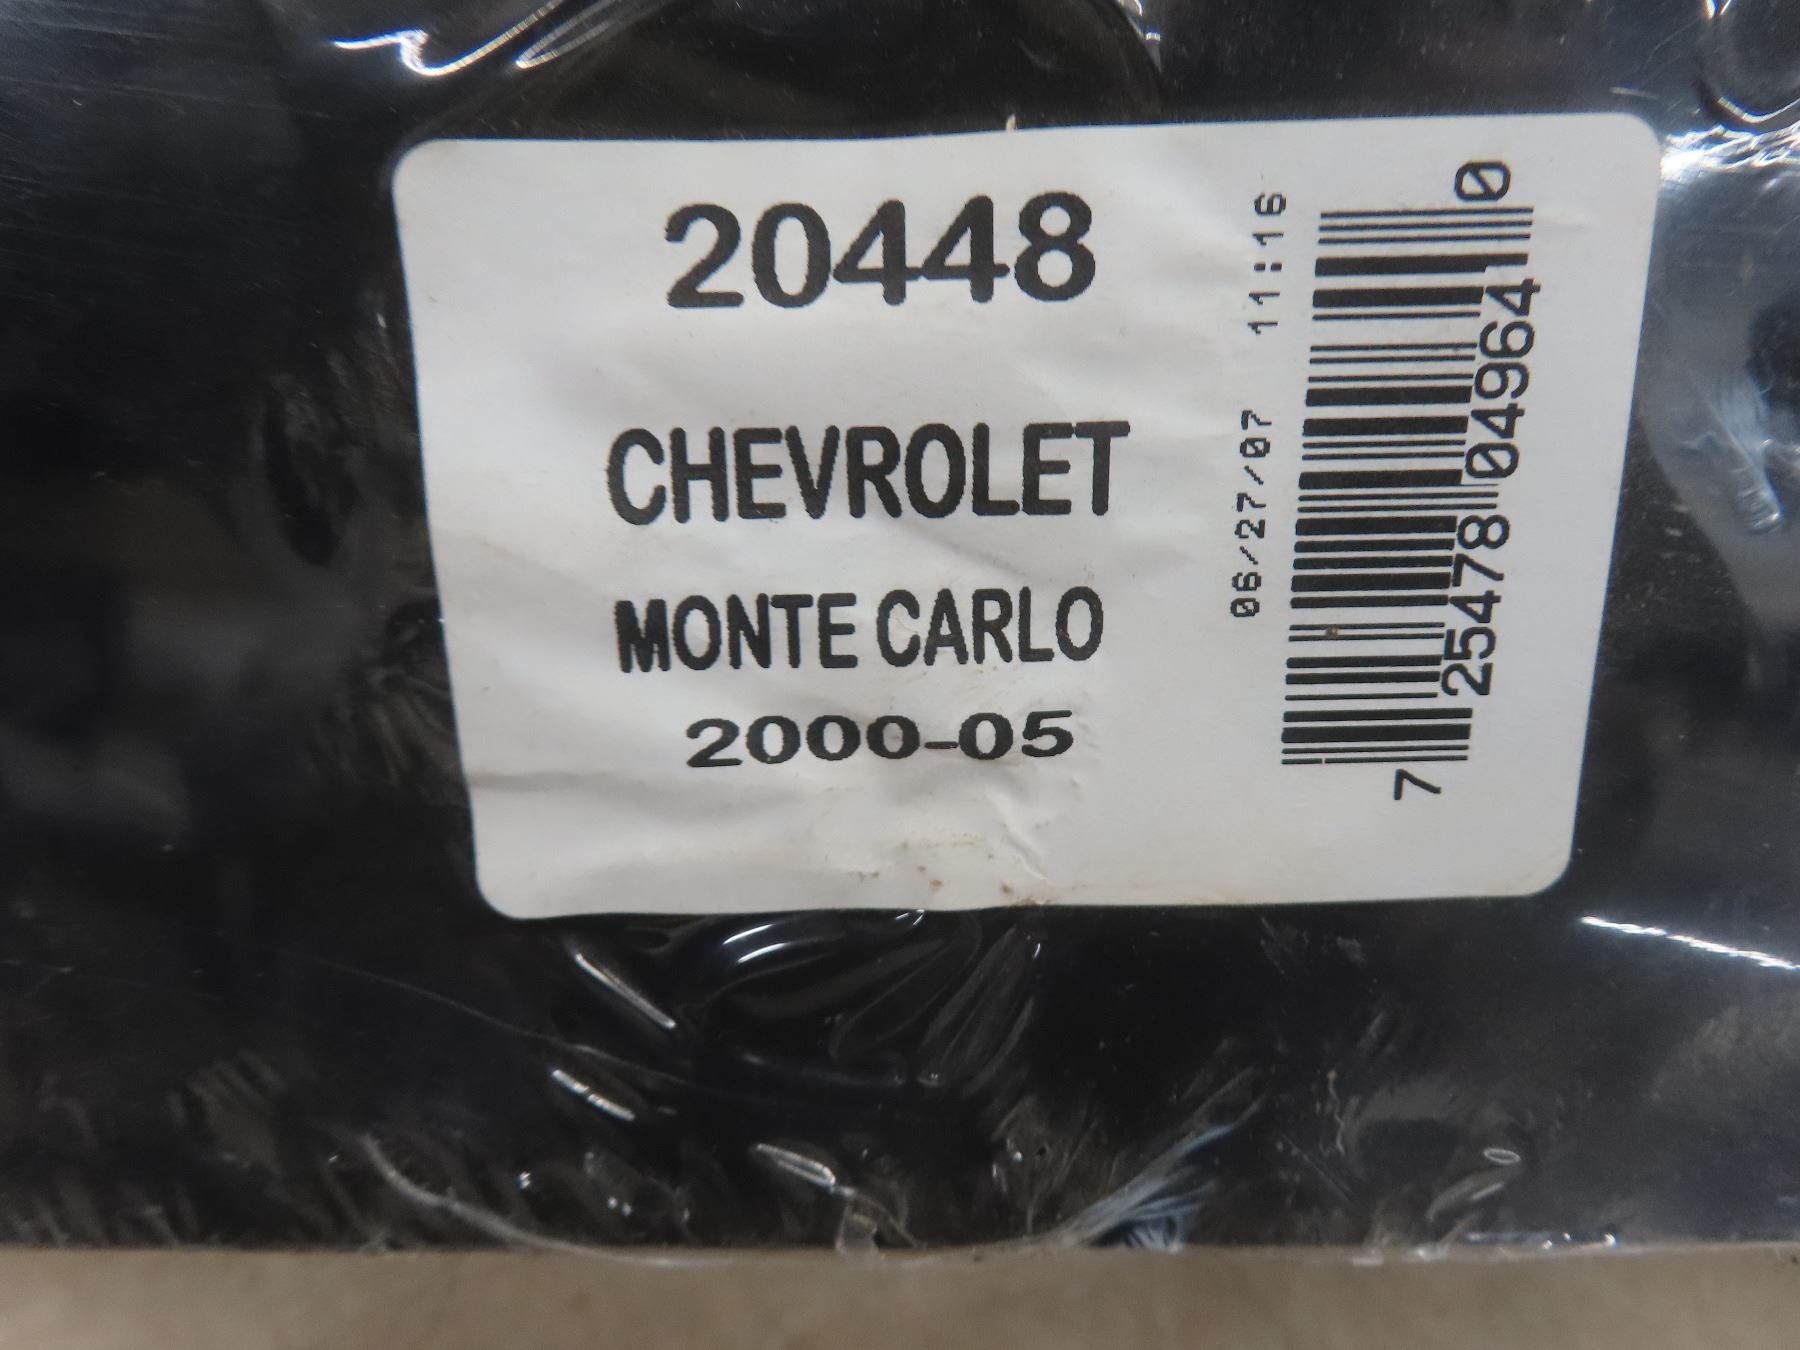 20448
CHEVROLET
MONTE CARLO
2000-05
06/27/07 11:16
7 25478 04964 0